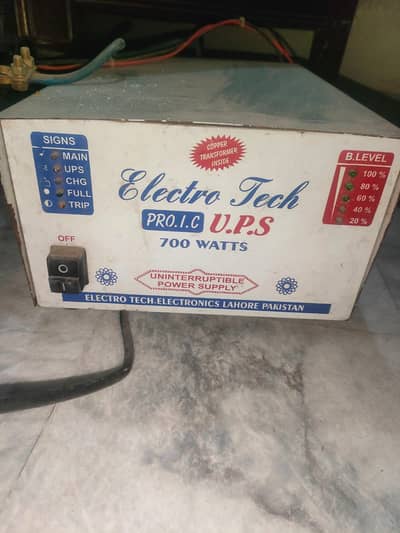 SIGNS
MAIN
UPS
CHG
FULL
TRIP
COPPER
TRANSFORMER
INSIDE
B.LEVEL
100 %
80 %
60 %
40 %
20 %
Electro Tech
PRO.I.C U.P.S
700 WATTS
OFF
UNINTERRUPTIBLE
POWER SUPPLY
ELECTRO TECH.ELECTRONICS LAHORE PAKISTAN